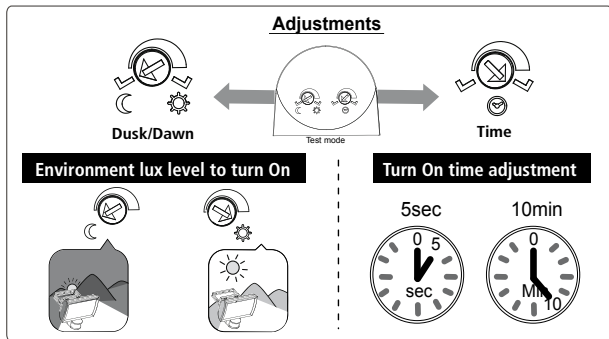 Adjustments
Dusk/Dawn
Test mode
Time
Environment lux level to turn On
Turn On time adjustment
5sec
10min
0
5
sec
0
Min
10